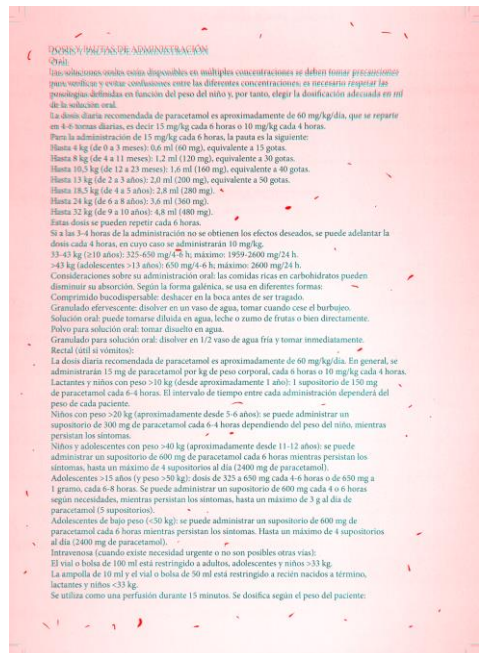 DOSIS Y PAUTAS DE ADMINISTRACIÓN
Oral:
Las soluciones orales están disponibles en múltiples concentraciones se deben tomar precauciones
para verificar y evitar confusiones entre las diferentes concentraciones; es necesario respetar las
posologías definidas en función del peso del niño y, por tanto, elegir la dosificación adecuada en ml
de la solución oral.
La dosis diaria recomendada de paracetamol es aproximadamente de 60 mg/kg/día, que se reparte
en 4-6 tomas diarias, es decir 15 mg/kg cada 6 horas o 10 mg/kg cada 4 horas.
Para la administración de 15 mg/kg cada 6 horas, la pauta es la siguiente:
Hasta 4 kg (de 0 a 3 meses): 0,6 ml (60 mg), equivalente a 15 gotas.
Hasta 8 kg (de 4 a 11 meses): 1,2 ml (120 mg), equivalente a 30 gotas.
Hasta 10,5 kg (de 12 a 23 meses): 1,6 ml (160 mg), equivalente a 40 gotas.
Hasta 13 kg (de 2 a 3 años): 2,0 ml (200 mg), equivalente a 50 gotas.
Hasta 18,5 kg (de 4 a 5 años): 2,8 ml (280 mg).
Hasta 24 kg (de 6 a 8 años): 3,6 ml (360 mg).
Hasta 32 kg (de 9 a 10 años): 4,8 ml (480 mg).
Estas dosis se pueden repetir cada 6 horas.
Si a las 3-4 horas de la administración no se obtienen los efectos deseados, se puede adelantar la
dosis cada 4 horas, en cuyo caso se administrarán 10 mg/kg.
33-43 kg (≥10 años): 325-650 mg/4-6 h; máximo: 1959-2600 mg/24 h.
>43 kg (adolescentes >13 años): 650 mg/4-6 h; máximo: 2600 mg/24 h.
Consideraciones sobre su administración oral: las comidas ricas en carbohidratos pueden
disminuir su absorción. Según la forma galénica, se usa en diferentes formas:
Comprimido bucodispersable: deshacer en la boca antes de ser tragado.
Granulado efervescente: disolver en un vaso de agua, tomar cuando cese el burbujeo.
Solución oral: puede tomarse diluida en agua, leche o zumo de frutas o bien directamente.
Polvo para solución oral: tomar disuelto en agua.
Granulado para solución oral: disolver en 1/2 vaso de agua fría y tomar inmediatamente.
Rectal (útil si vómitos):
La dosis diaria recomendada de paracetamol es aproximadamente de 60 mg/kg/día. En general, se
administrarán 15 mg de paracetamol por kg de peso corporal, cada 6 horas o 10 mg/kg cada 4 horas.
Lactantes y niños con peso >10 kg (desde aproximadamente 1 año): 1 supositorio de 150 mg
de paracetamol cada 6-4 horas. El intervalo de tiempo entre cada administración dependerá del
peso de cada paciente.
Niños con peso >20 kg (aproximadamente desde 5-6 años): se puede administrar un
supositorio de 300 mg de paracetamol cada 6-4 horas dependiendo del peso del niño, mientras
persistan los síntomas.
Niños y adolescentes con peso >40 kg (aproximadamente desde 11-12 años): se puede
administrar un supositorio de 600 mg de paracetamol cada 6 horas mientras persistan los
síntomas, hasta un máximo de 4 supositorios al día (2400 mg de paracetamol).
Adolescentes >15 años (y peso >50 kg): dosis de 325 a 650 mg cada 4-6 horas o de 650 mg a
1 gramo, cada 6-8 horas. Se puede administrar un supositorio de 600 mg cada 4 o 6 horas
según necesidades, mientras persistan los síntomas, hasta un máximo de 3 g al día de
paracetamol (5 supositorios).
Adolescentes de bajo peso (<50 kg): se puede administrar un supositorio de 600 mg de
paracetamol cada 6 horas mientras persistan los síntomas. Hasta un máximo de 4 supositorios
al día (2400 mg de paracetamol).
Intravenosa (cuando existe necesidad urgente o no son posibles otras vías):
El vial o bolsa de 100 ml está restringido a adultos, adolescentes y niños >33 kg.
La ampolla de 10 ml y el vial o bolsa de 50 ml está restringido a recién nacidos a término,
lactantes y niños <33 kg.
Se utiliza como una perfusión durante 15 minutos. Se dosifica según el peso del paciente: